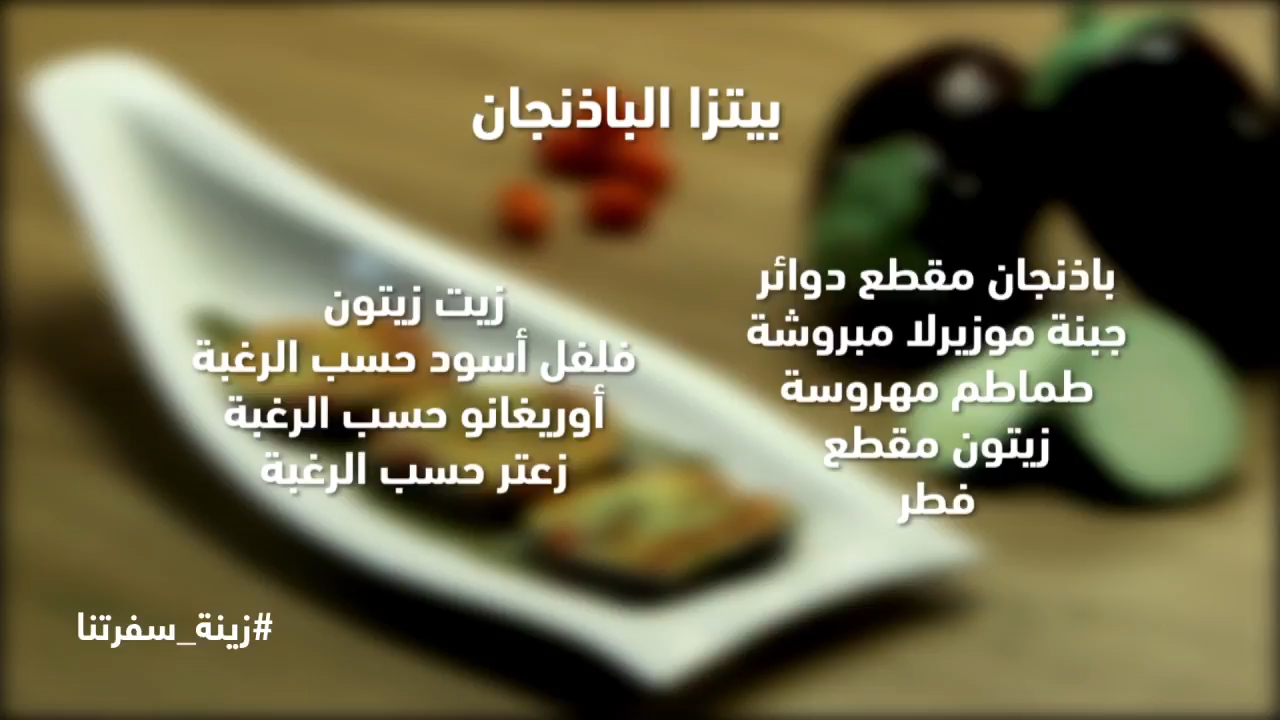 بيتزا الباذنجان
باذنجان مقطع دوائر
جبنة موزيرلا مبروشة
طماطم مهروسة
زيتون مقطع
فطر
زيت زيتون
فلفل أسود حسب الرغبة
أوريغانو حسب الرغبة
زعتر حسب الرغبة
#زينة_سفرتنا